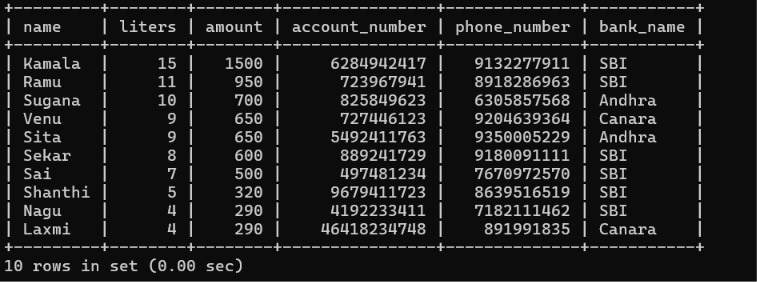 +---------+--------+--------+----------------+--------------+-----------+
| name    | liters | amount | account_number | phone_number | bank_name |
+---------+--------+--------+----------------+--------------+-----------+
| Kamala  |     15 |   1500 |     6284942417 |   9132277911 | SBI       |
| Ramu    |     11 |    950 |      723967941 |   8918286963 | SBI       |
| Sugana  |     10 |    700 |      825849623 |   6305857568 | Andhra    |
| Venu    |      9 |    650 |      727446123 |   9204639364 | Canara    |
| Sita    |      9 |    650 |     5492411763 |   9350005229 | Andhra    |
| Sekar   |      8 |    600 |      889241729 |   9180091111 | SBI       |
| Sai     |      7 |    500 |      497481234 |   7670972570 | SBI       |
| Shanthi |      5 |    320 |     9679411723 |   8639516519 | SBI       |
| Nagu    |      4 |    290 |     4192233411 |   7182111462 | SBI       |
| Laxmi   |      4 |    290 |    46418234748 |    891991835 | Canara    |
+---------+--------+--------+----------------+--------------+-----------+
10 rows in set (0.00 sec)